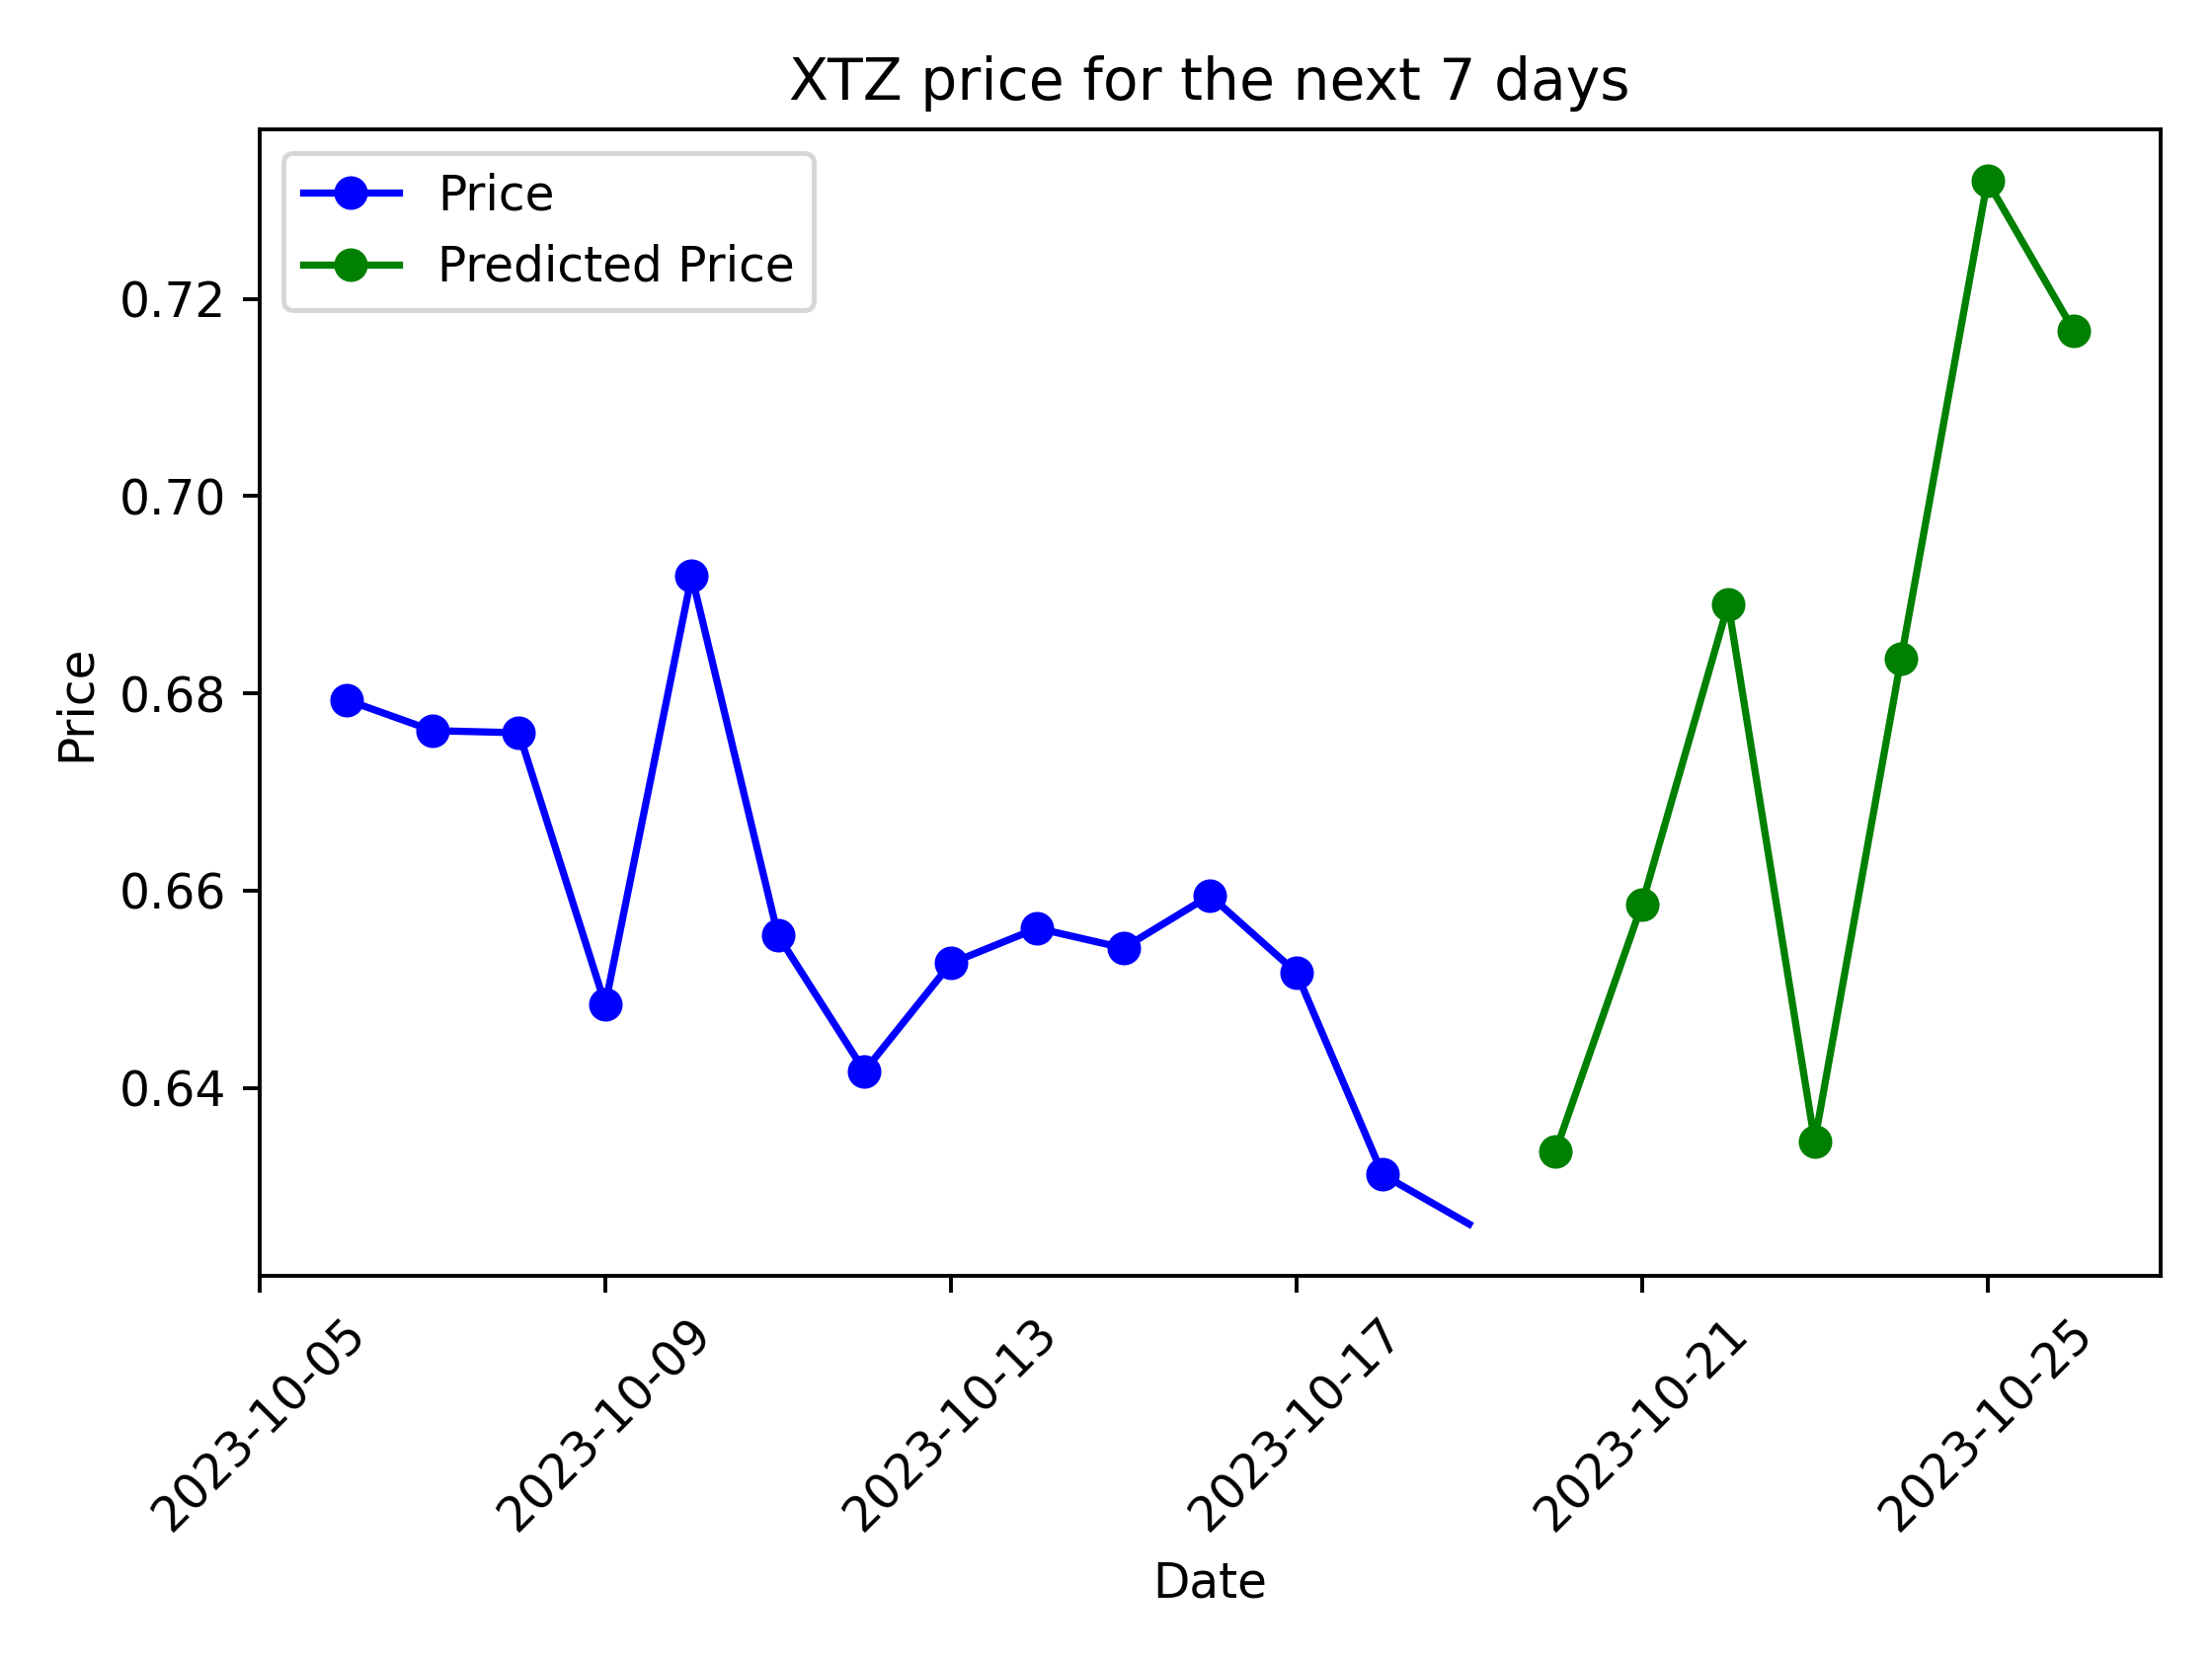 XTZ price for the next 7 days
Price
Predicted Price
0.72
0.70
0.68
0.66
0.64
Price
2023-10-05
2023-10-09
2023-10-13
2023-10-17
2023-10-21
2023-10-25
Date